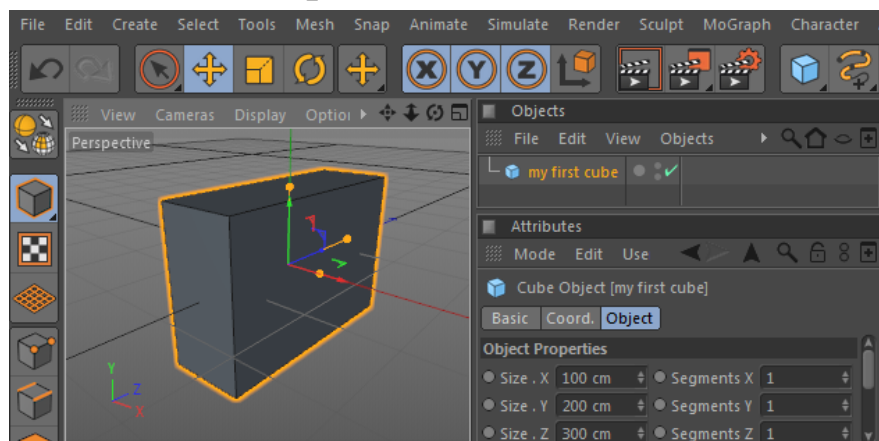 File Edit Create Select Tools Mesh Snap Animate Simulate Render Sculpt MoGraph Character
X Y Z
View Cameras Display
Perspective
Y
Z
X
Objects
File Edit View Objects
my first cube
Attributes
Mode Edit Use
Cube Object [my first cube]
Basic Coord. Object
Object Properties
Size . X 100 cm Segments X 1
Size . Y 200 cm Segments Y 1
Size . Z 300 cm Segments Z 1